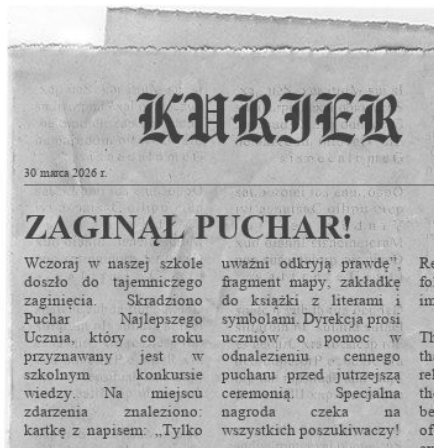 KURJER
30 marca 2026 r.
ZAGINĄŁ PUCHAR!
Wczoraj w naszej szkole
doszło do tajemniczego
zaginięcia. Skradziono
Puchar Najlepszego
Ucznia, który co roku
przyznawany jest w
szkolnym konkursie
wiedzy. Na miejscu
zdarzenia znaleziono:
kartkę z napisem: „Tylko
uważni odkryją prawdę”,
fragment mapy, zakładkę
do książki z literami i
symbolami. Dyrekcja prosi
uczniów o pomoc w
odnalezieniu cennego
pucharu przed jutrzejszą
ceremonią. Specjalna
nagroda czeka na
wszystkich poszukiwaczy!